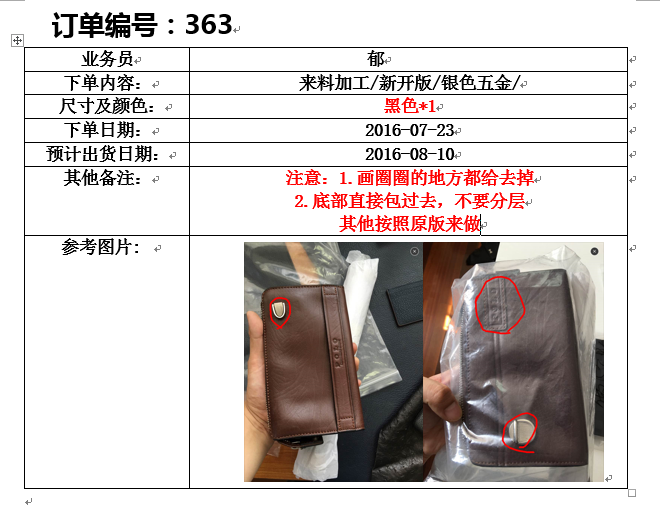 订单编号：363
业务员 郁
下单内容： 来料加工/新开版/银色五金/
尺寸及颜色： 黑色*1
下单日期： 2016-07-23
预计出货日期： 2016-08-10
其他备注： 注意：1.画圈圈的地方都给去掉
2.底部直接包过去，不要分层
其他按照原版来做
参考图片：
POLO